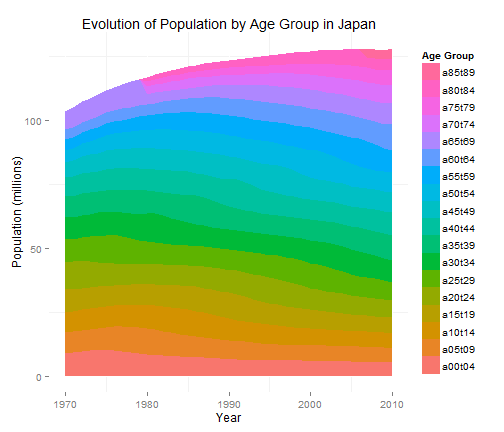 Evolution of Population by Age Group in Japan
Population (millions)
100
50
0
1970
1980
1990
2000
2010
Year
Age Group
a85t89
a80t84
a75t79
a70t74
a65t69
a60t64
a55t59
a50t54
a45t49
a40t44
a35t39
a30t34
a25t29
a20t24
a15t19
a10t14
a05t09
a00t04